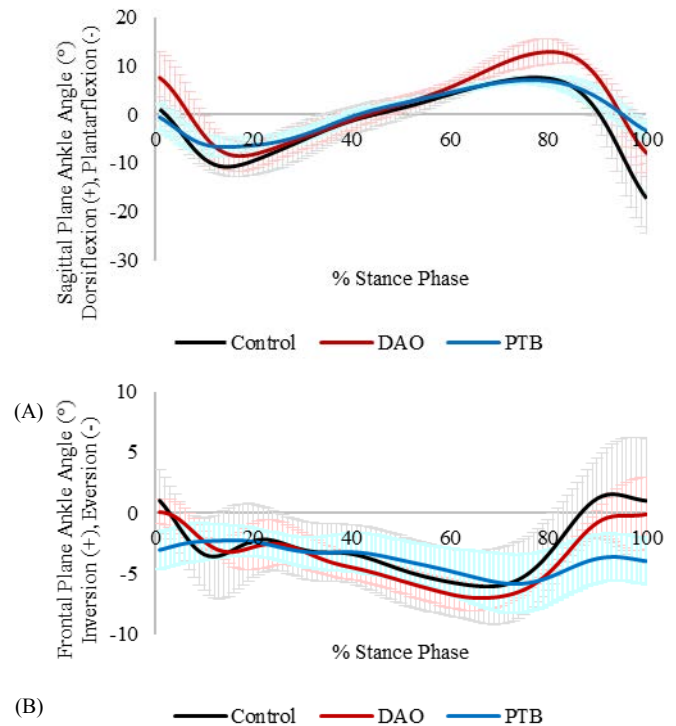 20
10
0
-10
-20
-30
0
20
40
60
80
100
Sagittal Plane Ankle Angle (°)
Dorsiflexion (+), Plantarflexion (-)
% Stance Phase
Control
DAO
PTB
(A)
10
5
0
-5
-10
0
20
40
60
80
100
Frontal Plane Ankle Angle (°)
Inversion (+), Eversion (-)
% Stance Phase
(B)
Control
DAO
PTB